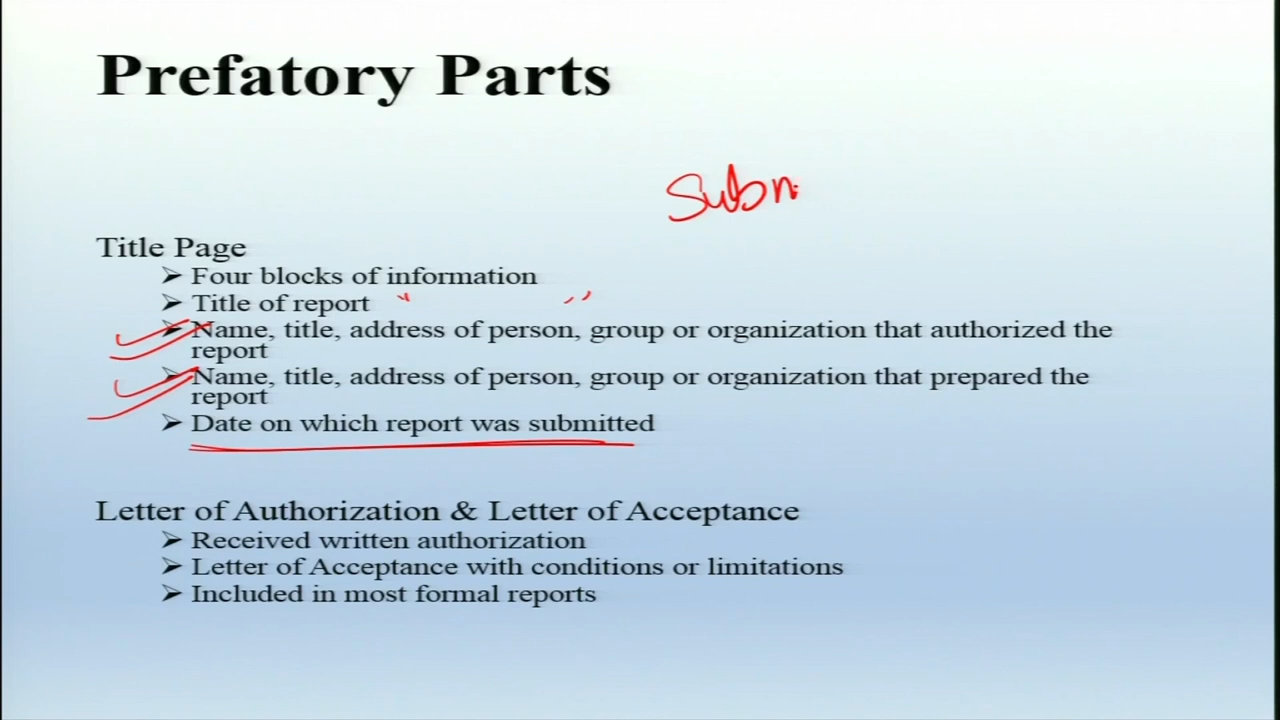 Prefatory Parts
Subm
Title Page
➢ Four blocks of information
➢ Title of report " "
➢ Name, title, address of person, group or organization that authorized the
report
➢ Name, title, address of person, group or organization that prepared the
report
➢ Date on which report was submitted
Letter of Authorization & Letter of Acceptance
➢ Received written authorization
➢ Letter of Acceptance with conditions or limitations
➢ Included in most formal reports